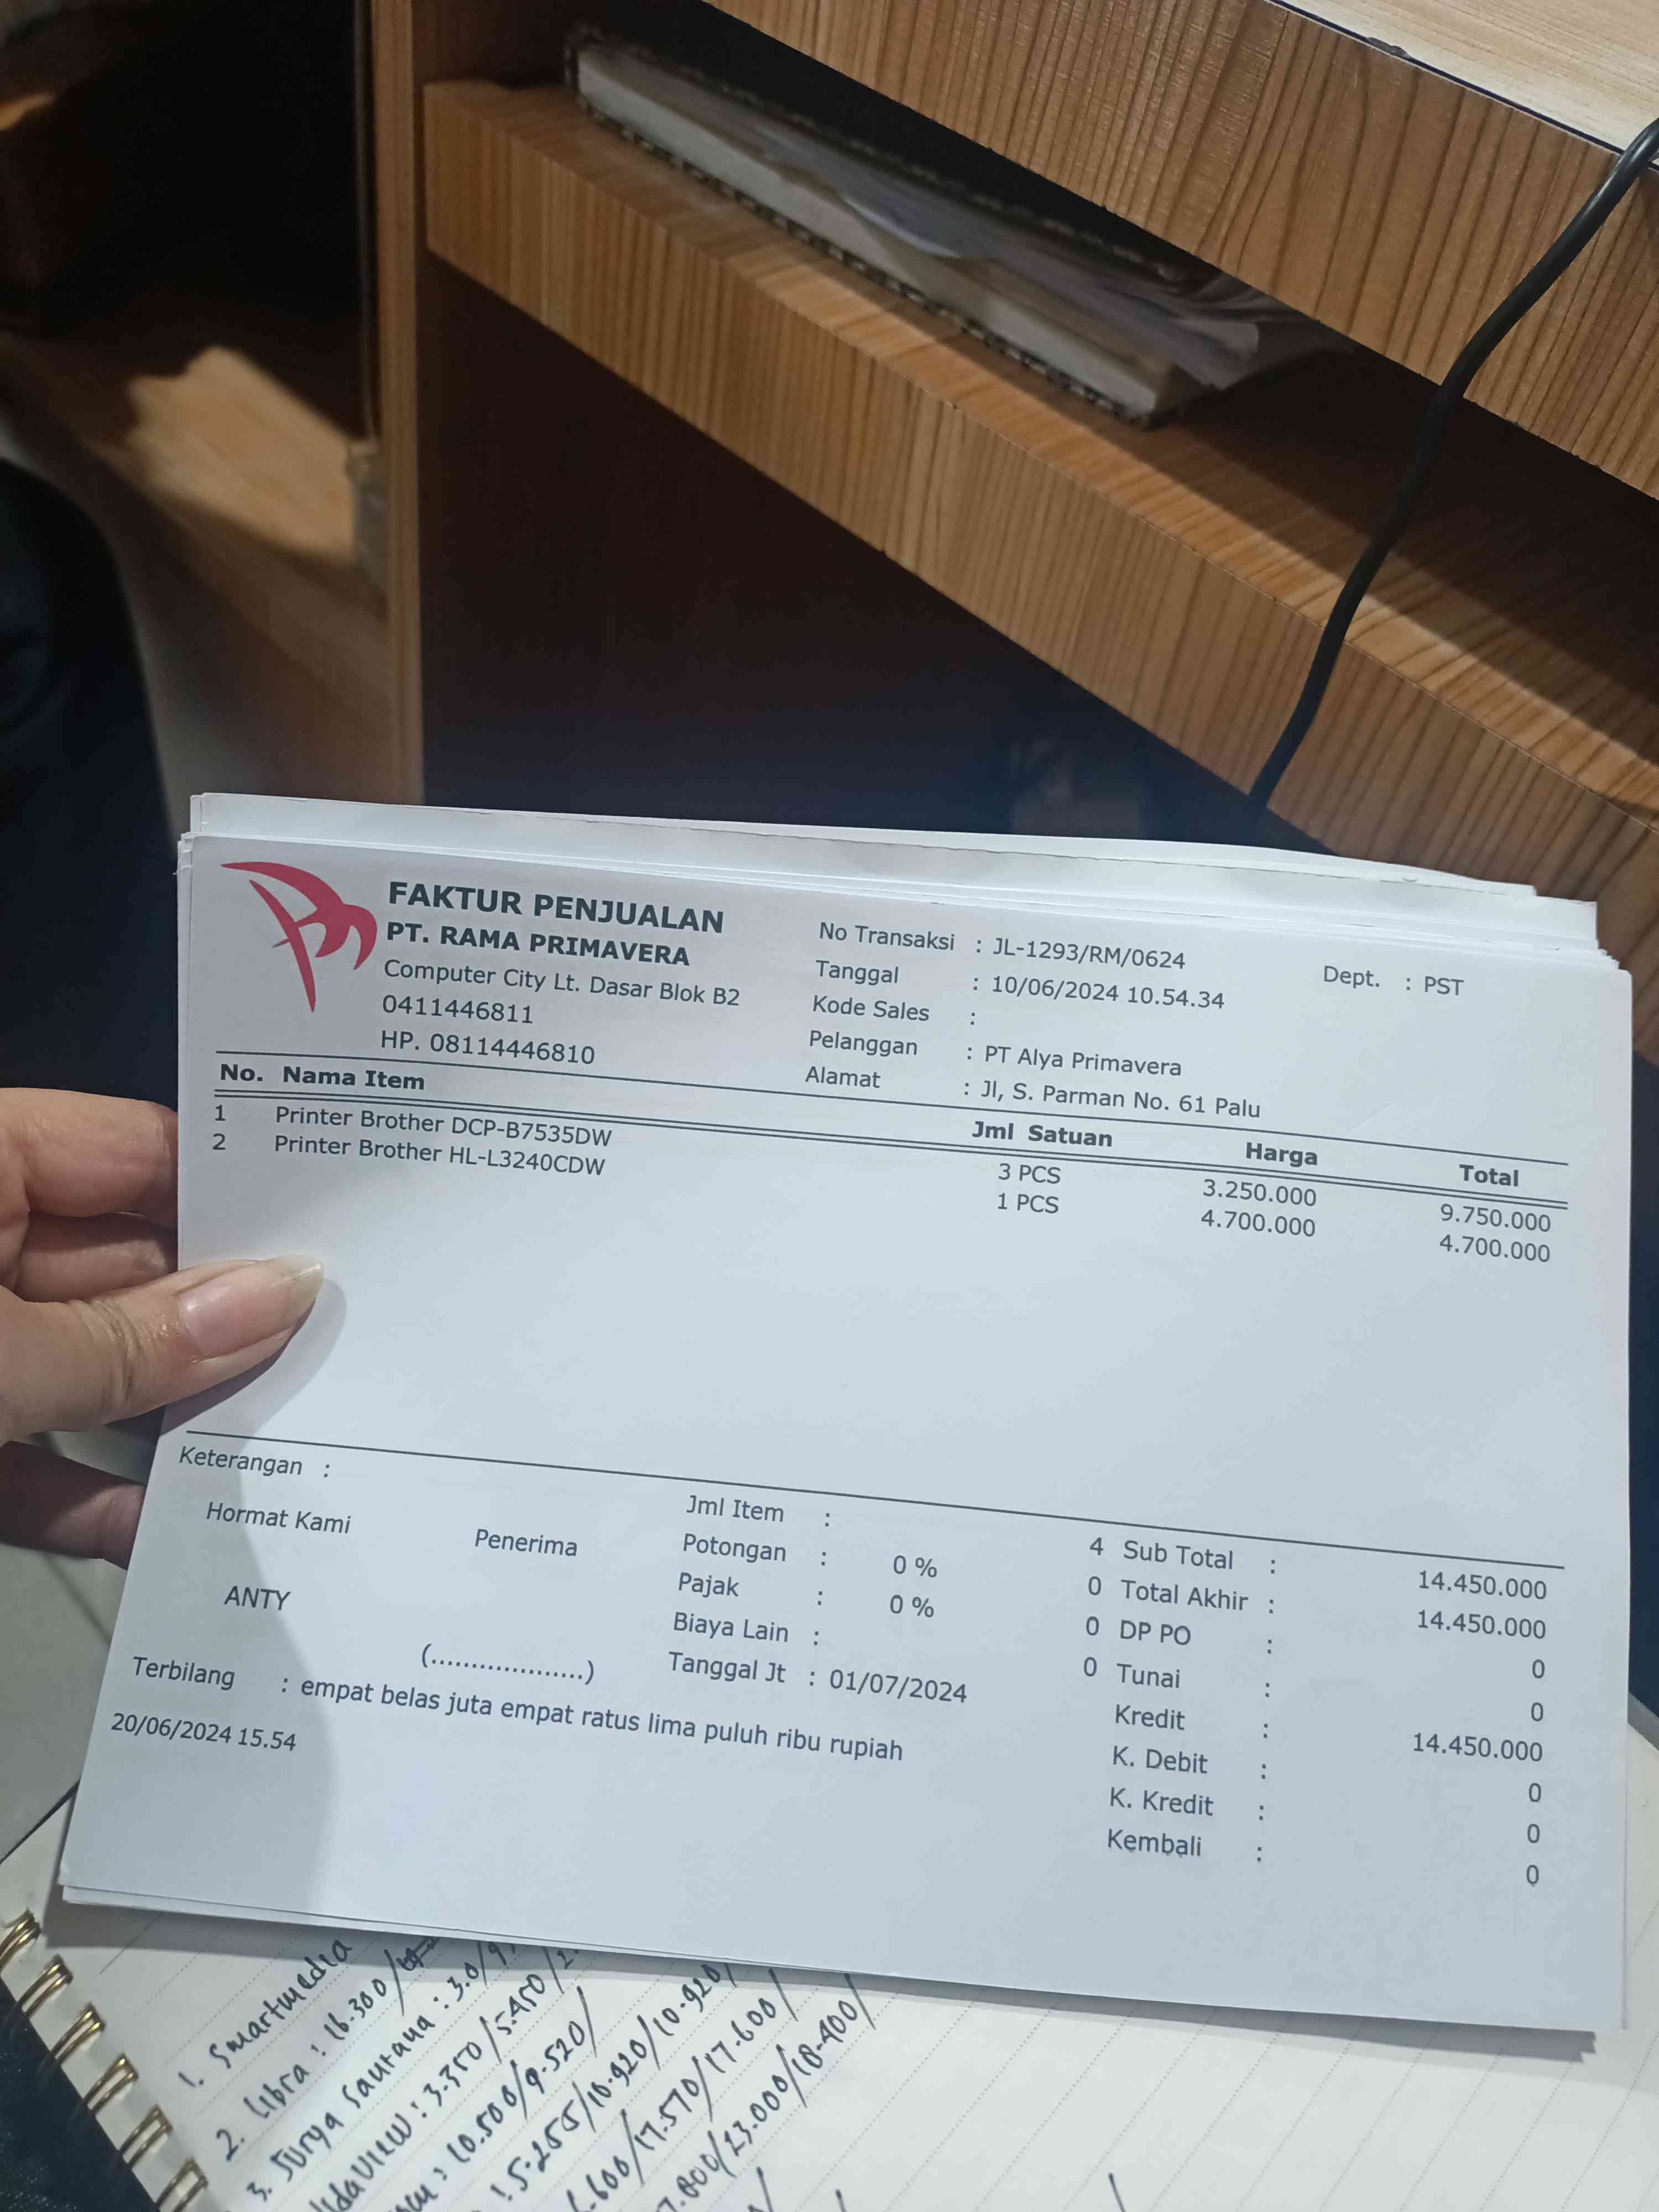 FAKTUR PENJUALAN
PT. RAMA PRIMAVERA
Computer City Lt. Dasar Blok B2
0411446811
HP. 08114446810
No Transaksi : JL-1293/RM/0624
Tanggal : 10/06/2024 10.54.34
Kode Sales :
Pelanggan : PT Alya Primavera
Alamat : Jl, S. Parman No. 61 Palu
Dept. : PST
No. Nama Item Jml Satuan Harga Total
1 Printer Brother DCP-B7535DW 3 PCS 3.250.000 9.750.000
2 Printer Brother HL-L3240CDW 1 PCS 4.700.000 4.700.000
Keterangan :
Hormat Kami
Penerima
ANTY
(...................)
Jml Item : 4
Potongan : 0 % 0
Pajak : 0 % 0
Biaya Lain : 0
Tanggal Jt : 01/07/2024
Sub Total : 14.450.000
Total Akhir : 14.450.000
DP PO : 0
Tunai : 0
Kredit : 14.450.000
K. Debit : 0
K. Kredit : 0
Kembali : 0
Terbilang : empat belas juta empat ratus lima puluh ribu rupiah
20/06/2024 15.54
1. Smartmedia
2. Libra : 16.300/
3. Surya Sautana : 3.0/9
: 3.350/5.450/
: 10.500/9.520/
: 5.255/10.920/10.920/
.600/17.570/17.600/
.000/23.000/18.400/